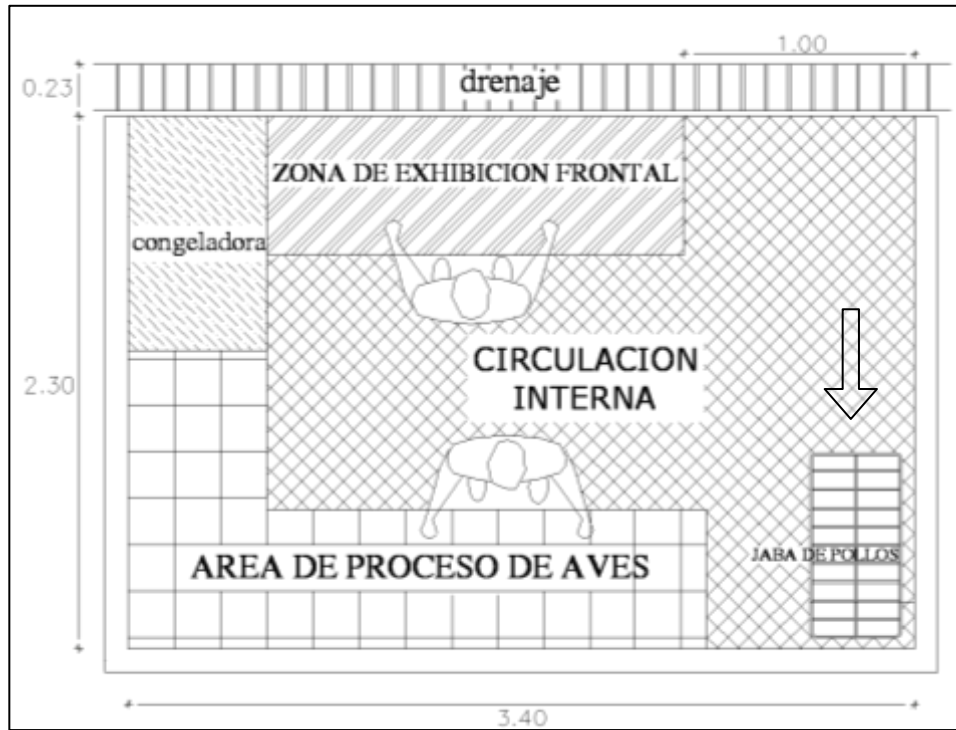 1.00
drenaje
0.23
ZONA DE EXHIBICION FRONTAL
congeladora
CIRCULACION
INTERNA
2.30
JABA DE POLLOS
AREA DE PROCESO DE AVES
3.40